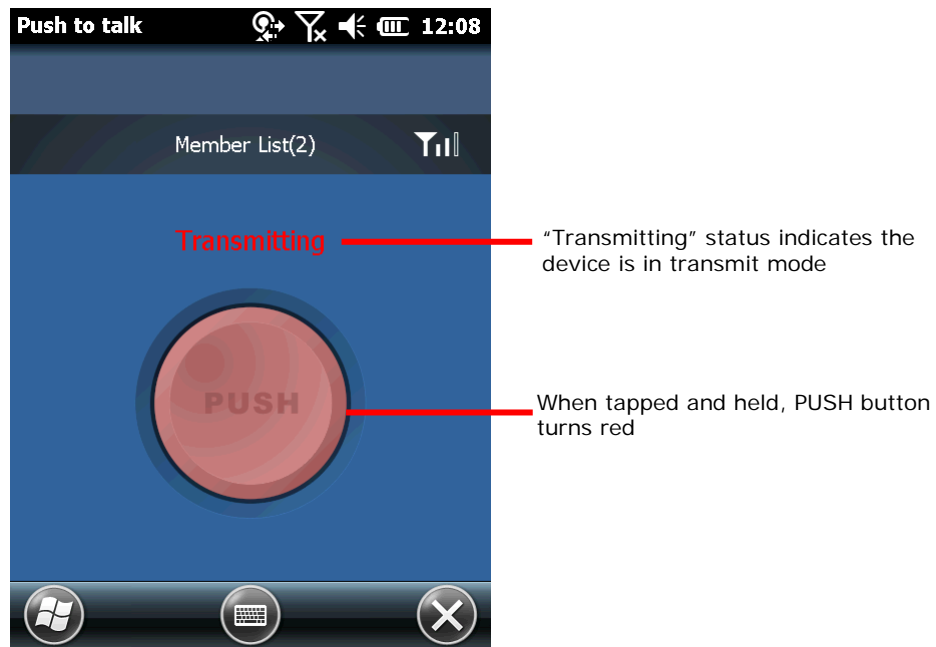 Push to talk 12:08
Member List(2)
Transmitting
“Transmitting” status indicates the
device is in transmit mode
PUSH
When tapped and held, PUSH button
turns red